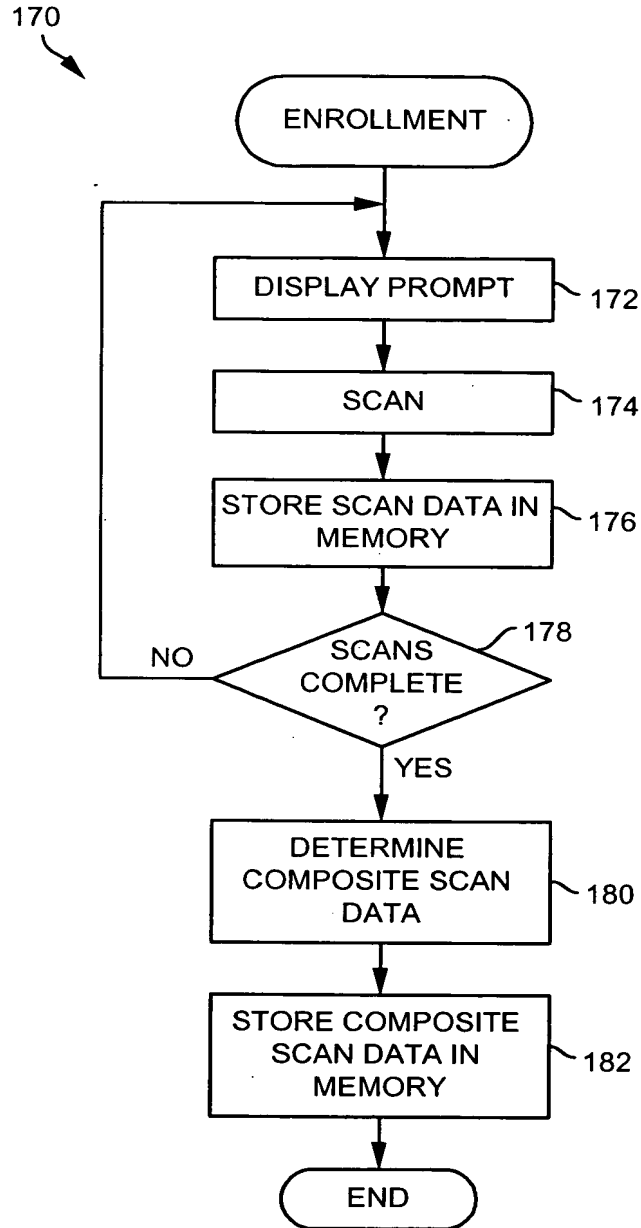 170
ENROLLMENT
DISPLAY PROMPT
172
SCAN
174
STORE SCAN DATA IN
MEMORY
176
178
SCANS
COMPLETE
?
NO
YES
DETERMINE
COMPOSITE SCAN
DATA
180
STORE COMPOSITE
SCAN DATA IN
MEMORY
182
END